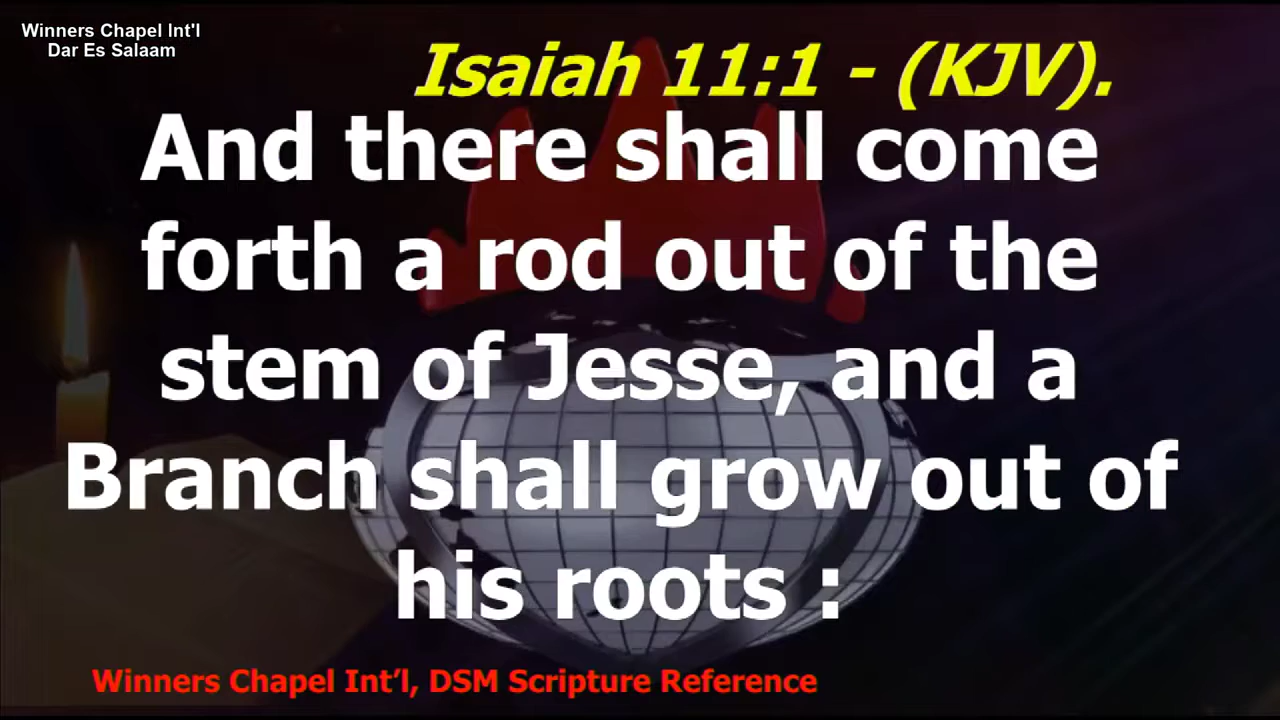 Winners Chapel Int'l
Dar Es Salaam
Isaiah 11:1 - (KJV).
And there shall come
forth a rod out of the
stem of Jesse, and a
Branch shall grow out of
his roots :
Winners Chapel Int’l, DSM Scripture Reference